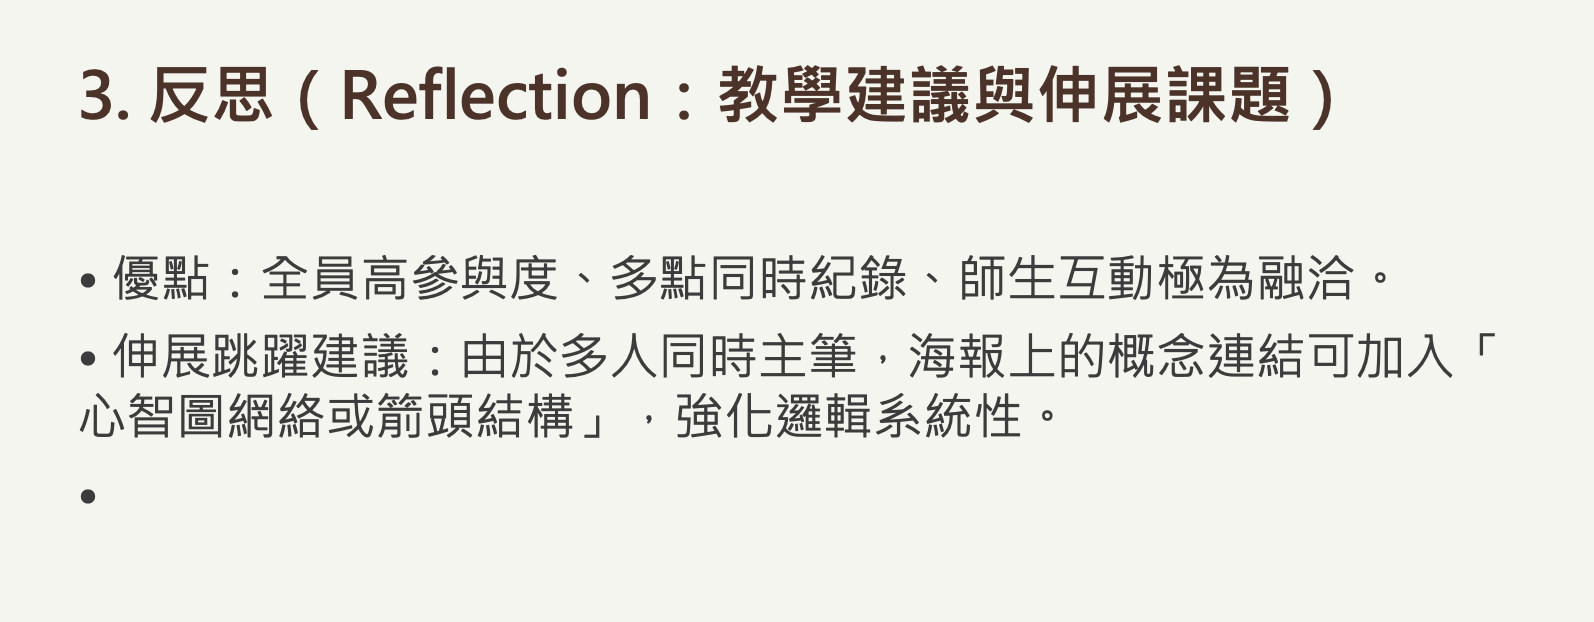 3. 反思（Reflection：教學建議與伸展課題）
• 優點：全員高參與度、多點同時紀錄、師生互動極為融洽。
• 伸展跳躍建議：由於多人同時主筆，海報上的概念連結可加入「
心智圖網絡或箭頭結構」，強化邏輯系統性。
•